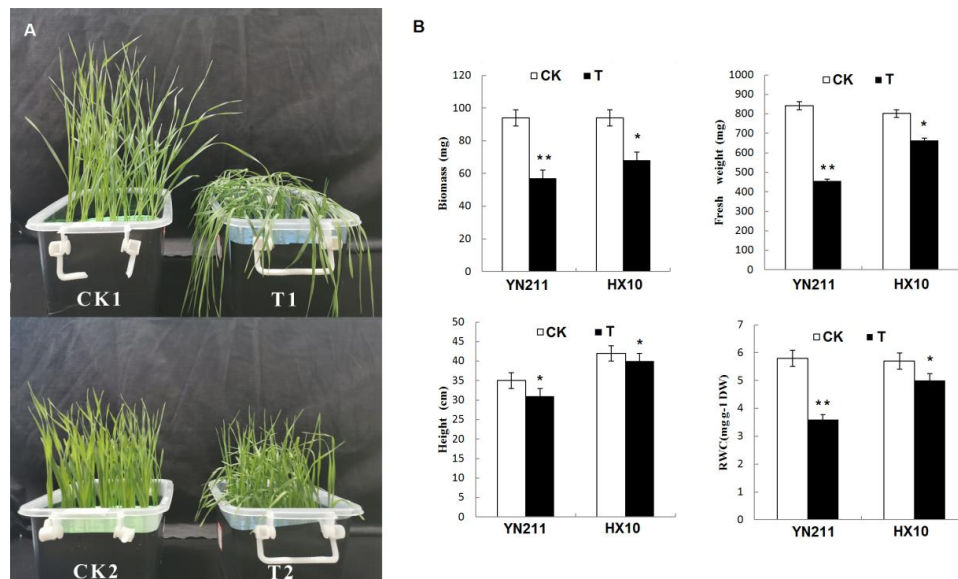 A
CK1
T1
CK2
T2
B
CK
T
Biomass (mg)
120
100
80
60
40
20
0
**
*
YN211
HX10
CK
T
Fresh weight (mg)
1000
900
800
700
600
500
400
300
200
100
0
**
*
YN211
HX10
CK
T
Height (cm)
50
45
40
35
30
25
20
15
10
5
0
*
*
YN211
HX10
CK
T
RWC(mg g-1 DW)
7
6
5
4
3
2
1
0
**
*
YN211
HX10